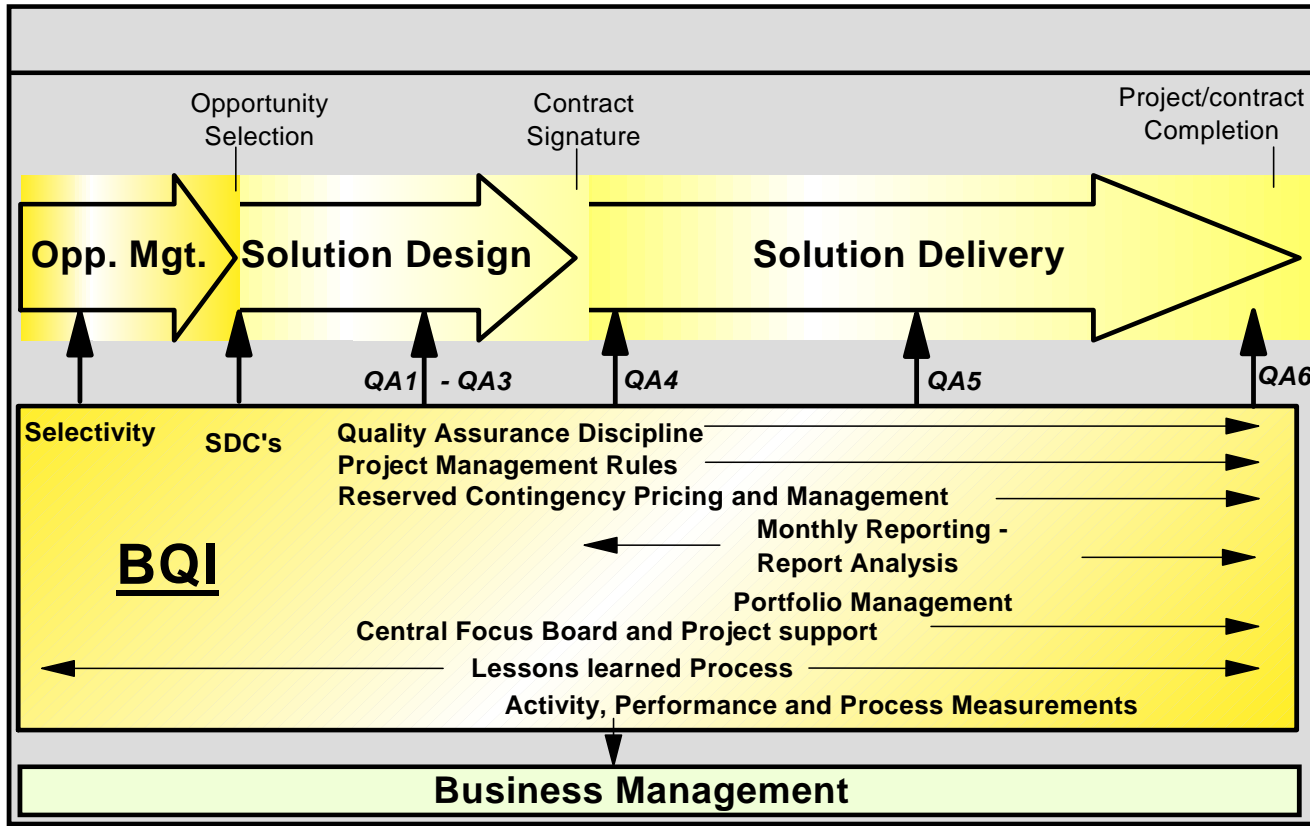 Opportunity
Selection
Contract
Signature
Project/contract
Completion
Opp. Mgt.
Solution Design
Solution Delivery
QA1 - QA3
QA4
QA5
QA6
Selectivity
SDC's
Quality Assurance Discipline
Project Management Rules
Reserved Contingency Pricing and Management
Monthly Reporting -
Report Analysis
BQI
Portfolio Management
Central Focus Board and Project support
Lessons learned Process
Activity, Performance and Process Measurements
Business Management